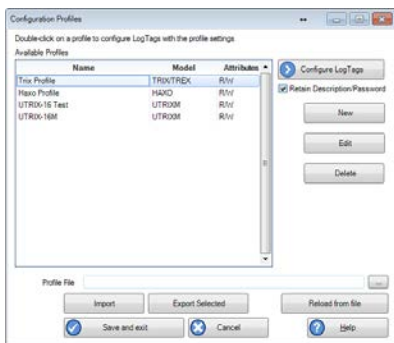 Configuration Profiles
Double-click on a profile to configure LogTags with the profile settings.
Available Profiles
Name Model Attributes
Trix Profile TRIX/TREX R/W
Haxo Profile HAXO R/W
UTRIX-16 Test UTRIXM R/W
UTRIX-16M UTRIXM R/W
Configure LogTags
Retain Description/Password
New
Edit
Delete
Profile File ...
Import Export Selected Reload from file
Save and exit Cancel Help